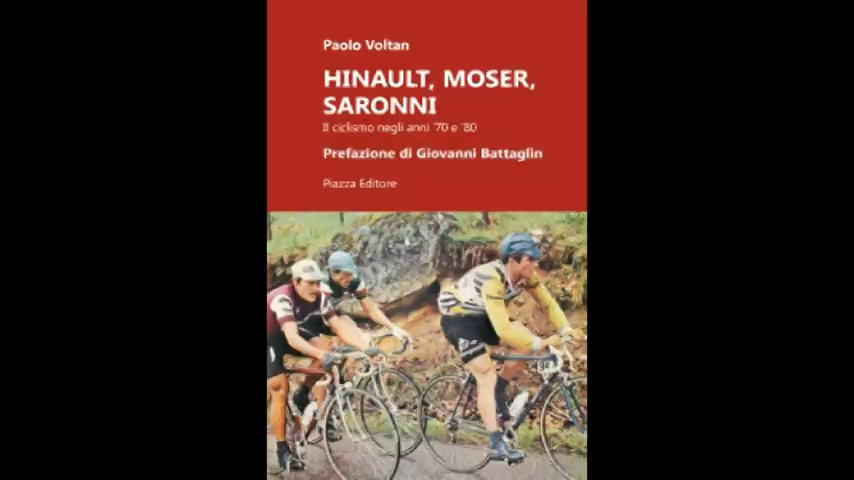 Paolo Voltan
HINAULT, MOSER,
SARONNI
Il ciclismo negli anni '70 e '80
Prefazione di Giovanni Battaglin
Piazza Editore